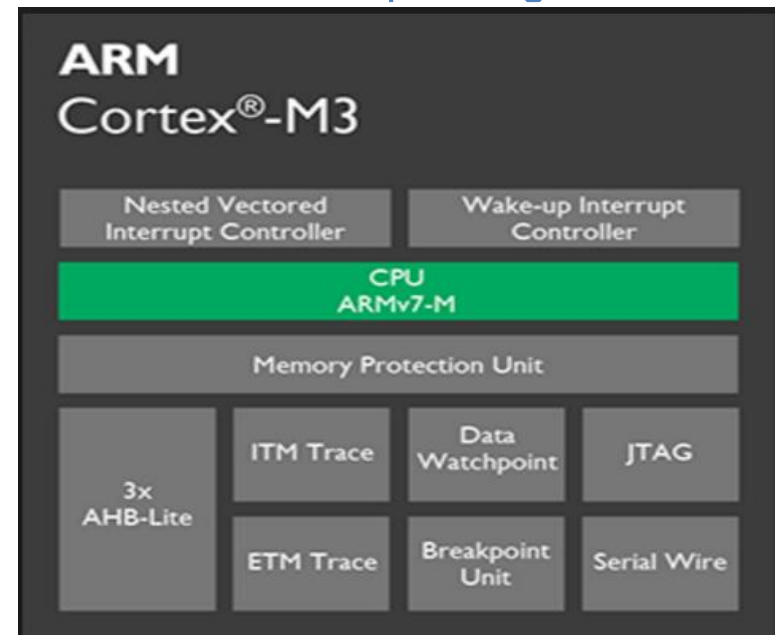 ARM
Cortex®-M3
Nested Vectored
Interrupt Controller
Wake-up Interrupt
Controller
CPU
ARMv7-M
Memory Protection Unit
3x
AHB-Lite
ITM Trace
Data
Watchpoint
JTAG
ETM Trace
Breakpoint
Unit
Serial Wire